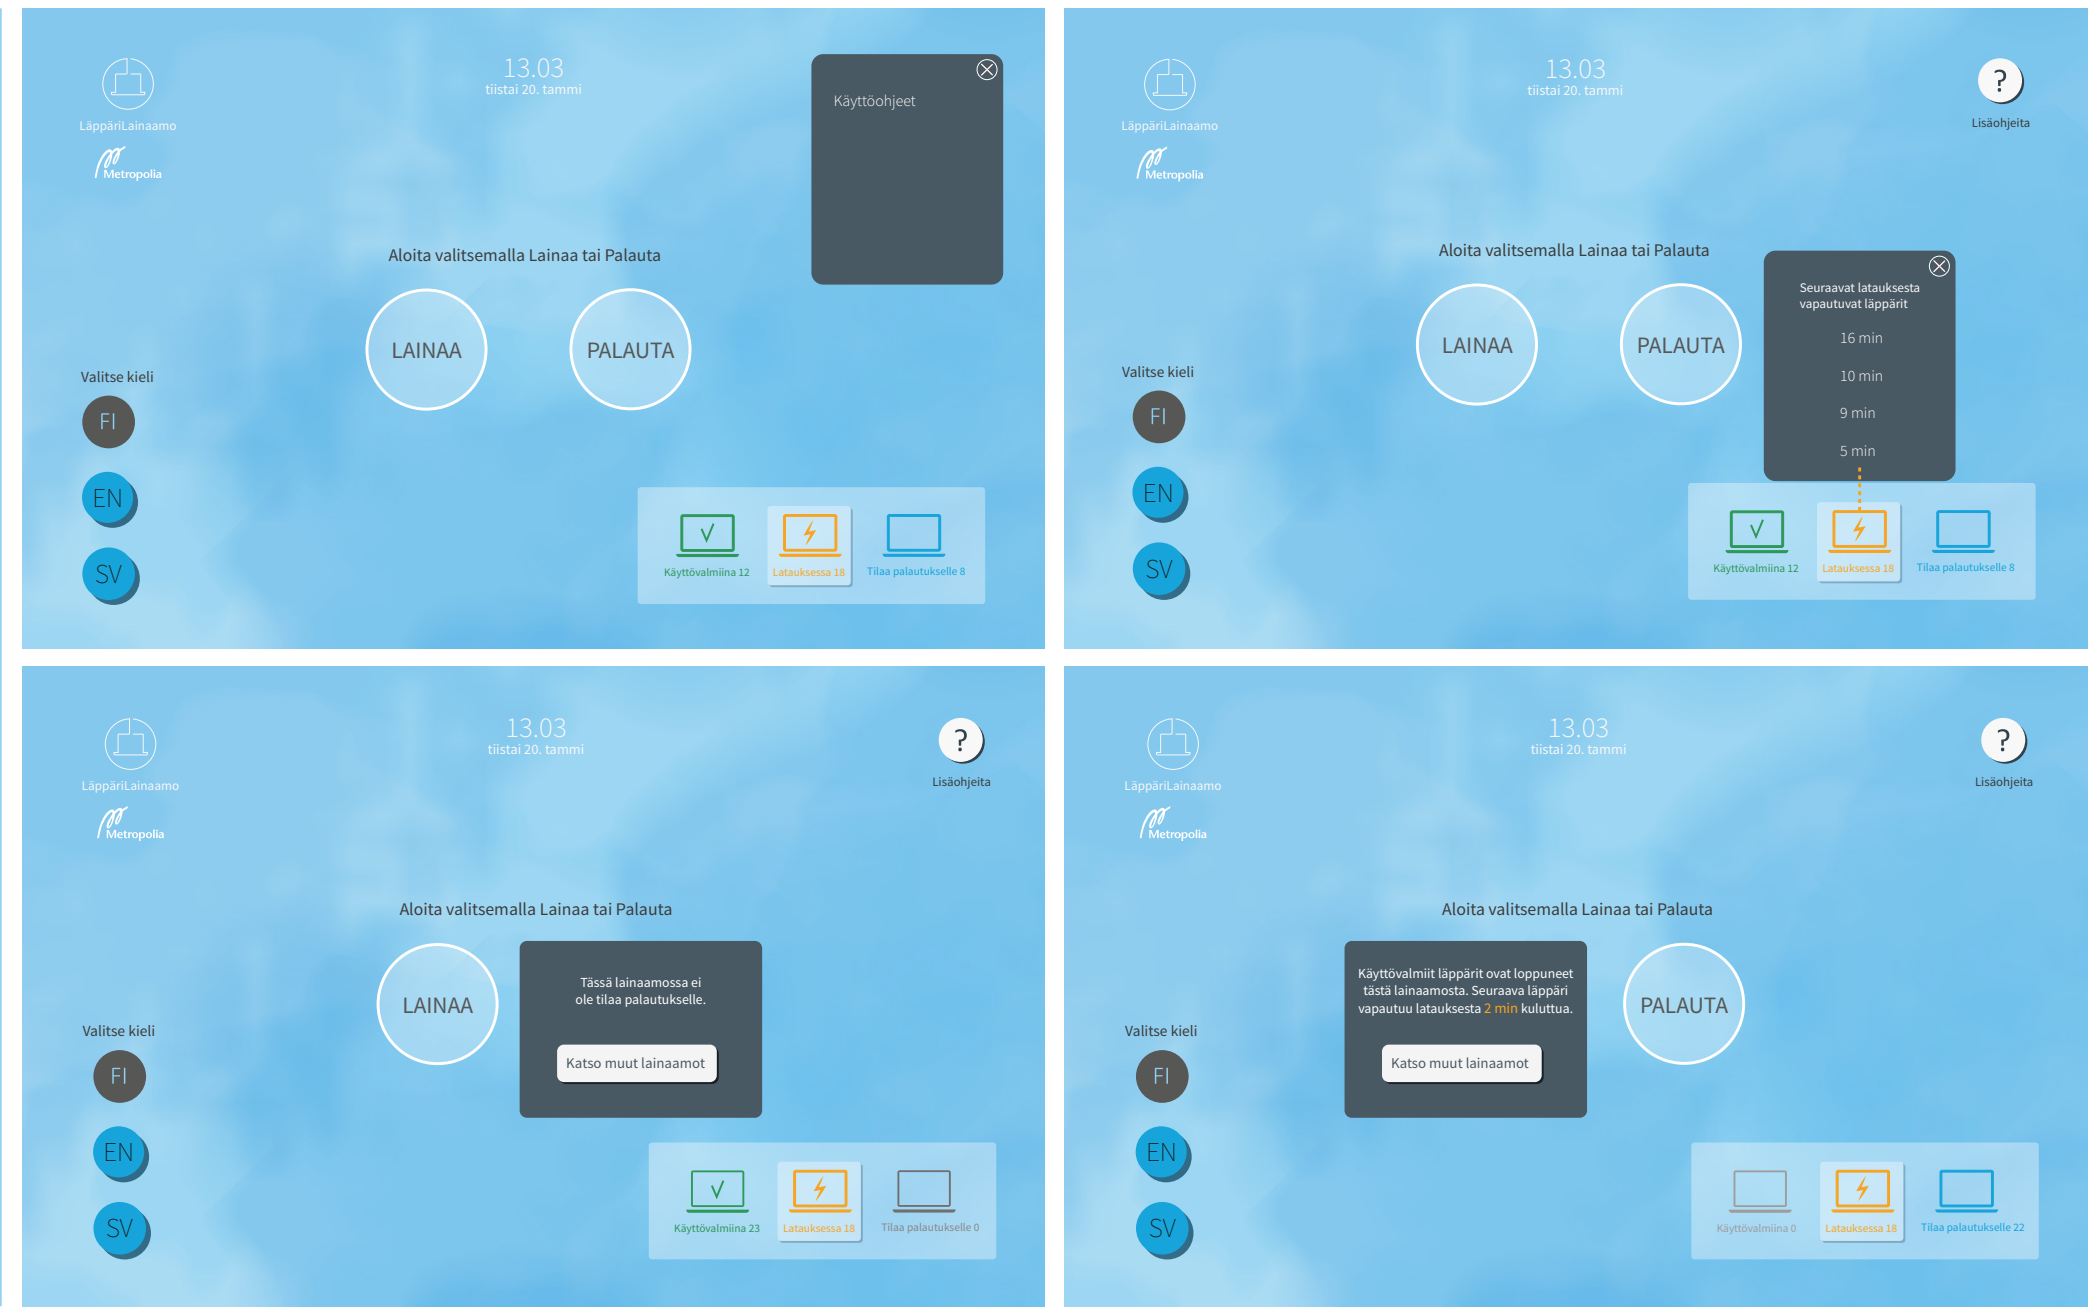 13.03
tiistai 20. tammi
LäppäriLainaamo
Metropolia
Käyttöohjeet
Aloita valitsemalla Lainaa tai Palauta
LAINAA
PALAUTA
Valitse kieli
FI
EN
SV
Käyttövalmiina 12
Latauksessa 18
Tilaa palautukselle 8
13.03
tiistai 20. tammi
LäppäriLainaamo
Metropolia
?
Lisäohjeita
Aloita valitsemalla Lainaa tai Palauta
LAINAA
PALAUTA
Seuraavat latauksesta
vapautuvat läppärit
16 min
10 min
9 min
5 min
Valitse kieli
FI
EN
SV
Käyttövalmiina 12
Latauksessa 18
Tilaa palautukselle 8
13.03
tiistai 20. tammi
LäppäriLainaamo
Metropolia
?
Lisäohjeita
Aloita valitsemalla Lainaa tai Palauta
LAINAA
Tässä lainaamossa ei
ole tilaa palautukselle.
Katso muut lainaamot
Valitse kieli
FI
EN
SV
Käyttövalmiina 23
Latauksessa 18
Tilaa palautukselle 0
13.03
tiistai 20. tammi
LäppäriLainaamo
Metropolia
?
Lisäohjeita
Aloita valitsemalla Lainaa tai Palauta
Käyttövalmiit läppärit ovat loppuneet
tästä lainaamosta. Seuraava läppäri
vapautuu latauksesta 2 min kuluttua.
Katso muut lainaamot
PALAUTA
Valitse kieli
FI
EN
SV
Käyttövalmiina 0
Latauksessa 18
Tilaa palautukselle 22